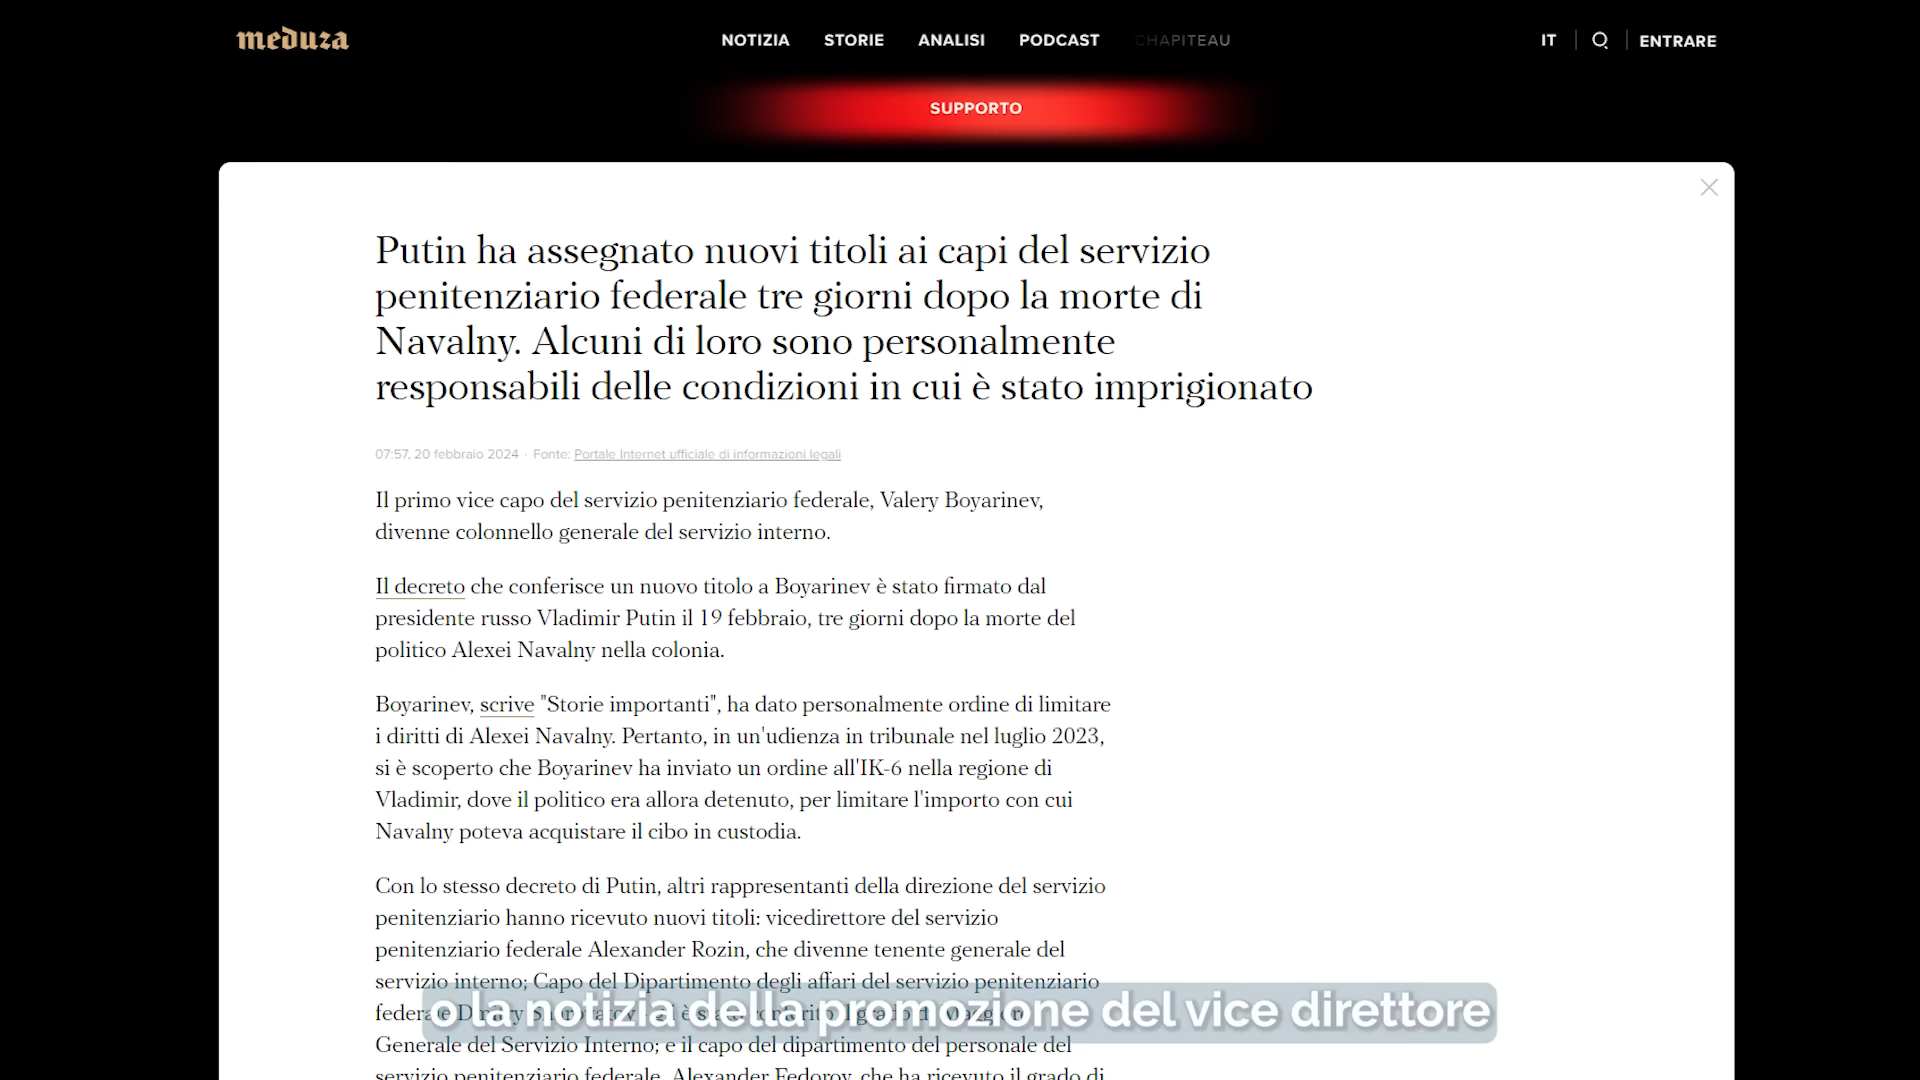 meduza
NOTIZIA STORIE ANALISI PODCAST CHAPITEAU
IT ENTRARE
SUPPORTO
Putin ha assegnato nuovi titoli ai capi del servizio
penitenziario federale tre giorni dopo la morte di
Navalny. Alcuni di loro sono personalmente
responsabili delle condizioni in cui è stato imprigionato
07:57, 20 febbraio 2024 · Fonte: Portale Internet ufficiale di informazioni legali
Il primo vice capo del servizio penitenziario federale, Valery Boyarinev,
divenne colonnello generale del servizio interno.
Il decreto che conferisce un nuovo titolo a Boyarinev è stato firmato dal
presidente russo Vladimir Putin il 19 febbraio, tre giorni dopo la morte del
politico Alexei Navalny nella colonia.
Boyarinev, scrive "Storie importanti", ha dato personalmente ordine di limitare
i diritti di Alexei Navalny. Pertanto, in un'udienza in tribunale nel luglio 2023,
si è scoperto che Boyarinev ha inviato un ordine all'IK-6 nella regione di
Vladimir, dove il politico era allora detenuto, per limitare l'importo con cui
Navalny poteva acquistare il cibo in custodia.
Con lo stesso decreto di Putin, altri rappresentanti della direzione del servizio
penitenziario hanno ricevuto nuovi titoli: vicedirettore del servizio
penitenziario federale Alexander Rozin, che divenne tenente generale del
servizio interno; Capo del Dipartimento degli affari del servizio penitenziario
o la notizia della promozione del vice direttore
Generale del Servizio Interno; e il capo del dipartimento del personale del
servizio penitenziario federale, Alexander Fedorov, che ha ricevuto il grado di